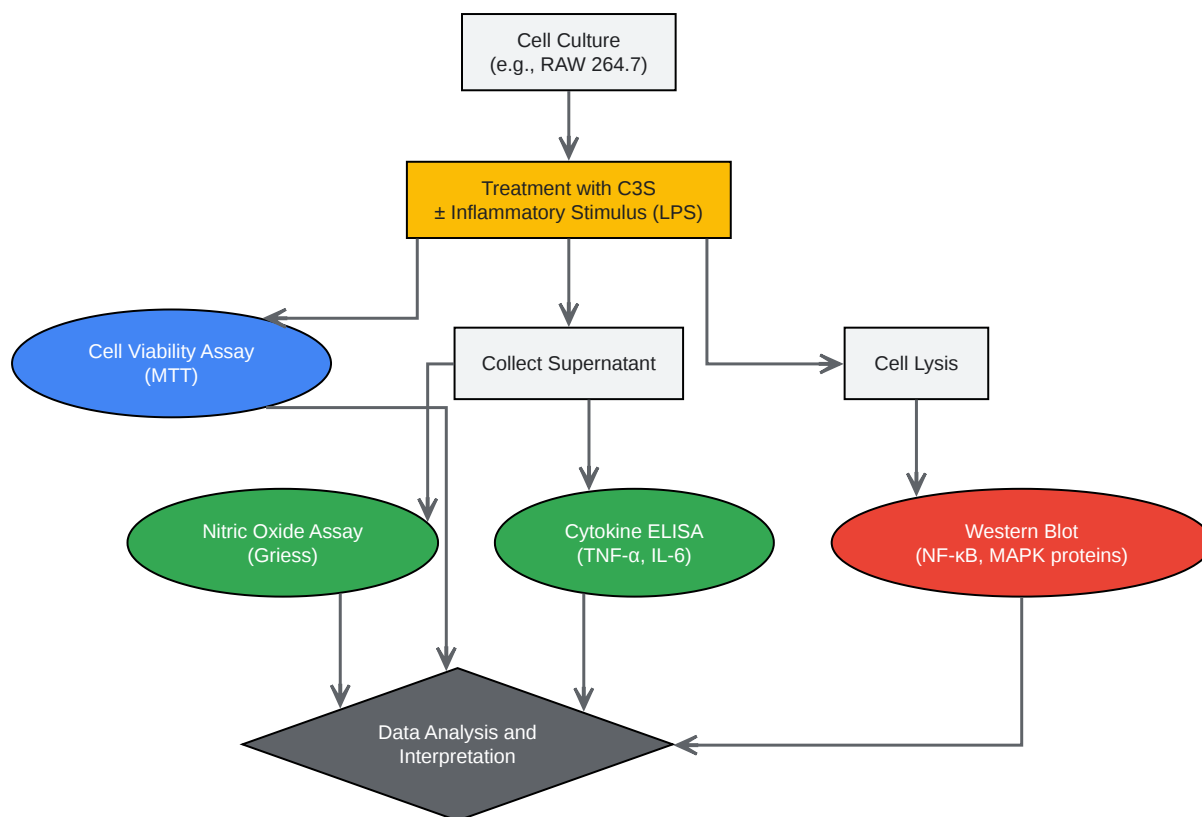 Cell Culture
(e.g., RAW 264.7)
Treatment with C3S
± Inflammatory Stimulus (LPS)
Cell Viability Assay
(MTT)
Collect Supernatant
Cell Lysis
Nitric Oxide Assay
(Griess)
Cytokine ELISA
(TNF-α, IL-6)
Western Blot
(NF-κB, MAPK proteins)
Data Analysis and
Interpretation